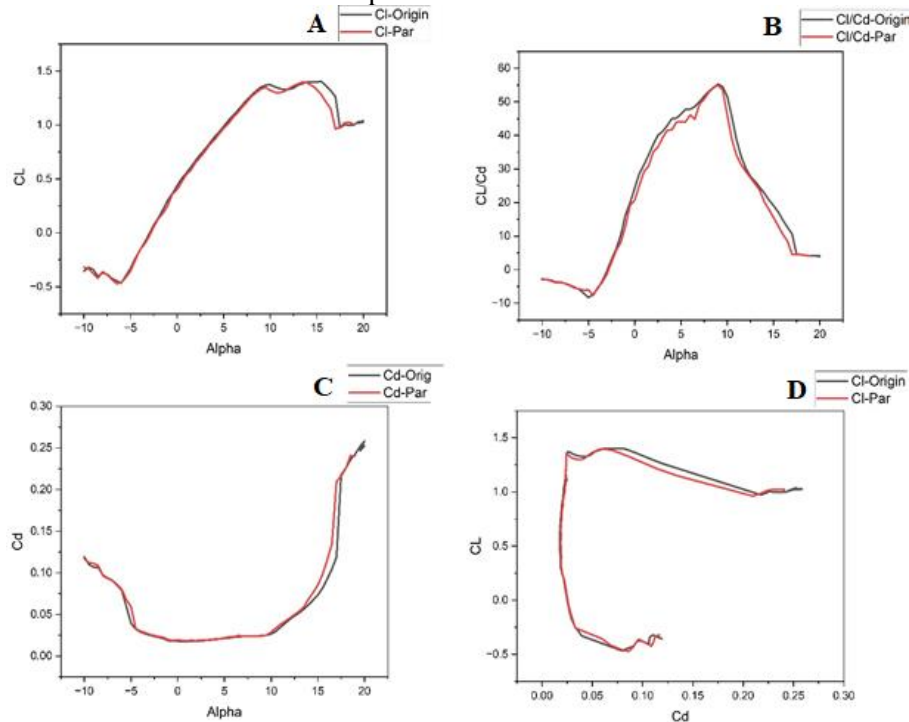 A
Cl-Origin
Cl-Par
1.5
1.0
0.5
0.0
−0.5
CL
−10 −5 0 5 10 15 20
Alpha
B
Cl/Cd-Origin
Cl/Cd-Par
60
50
40
30
20
10
0
−10
CL/Cd
−10 −5 0 5 10 15 20
Alpha
C
Cd-Orig
Cd-Par
0.30
0.25
0.20
0.15
0.10
0.05
0.00
Cd
−10 −5 0 5 10 15 20
Alpha
D
Cl-Origin
Cl-Par
1.5
1.0
0.5
0.0
−0.5
CL
0.00 0.05 0.10 0.15 0.20 0.25 0.30
Cd